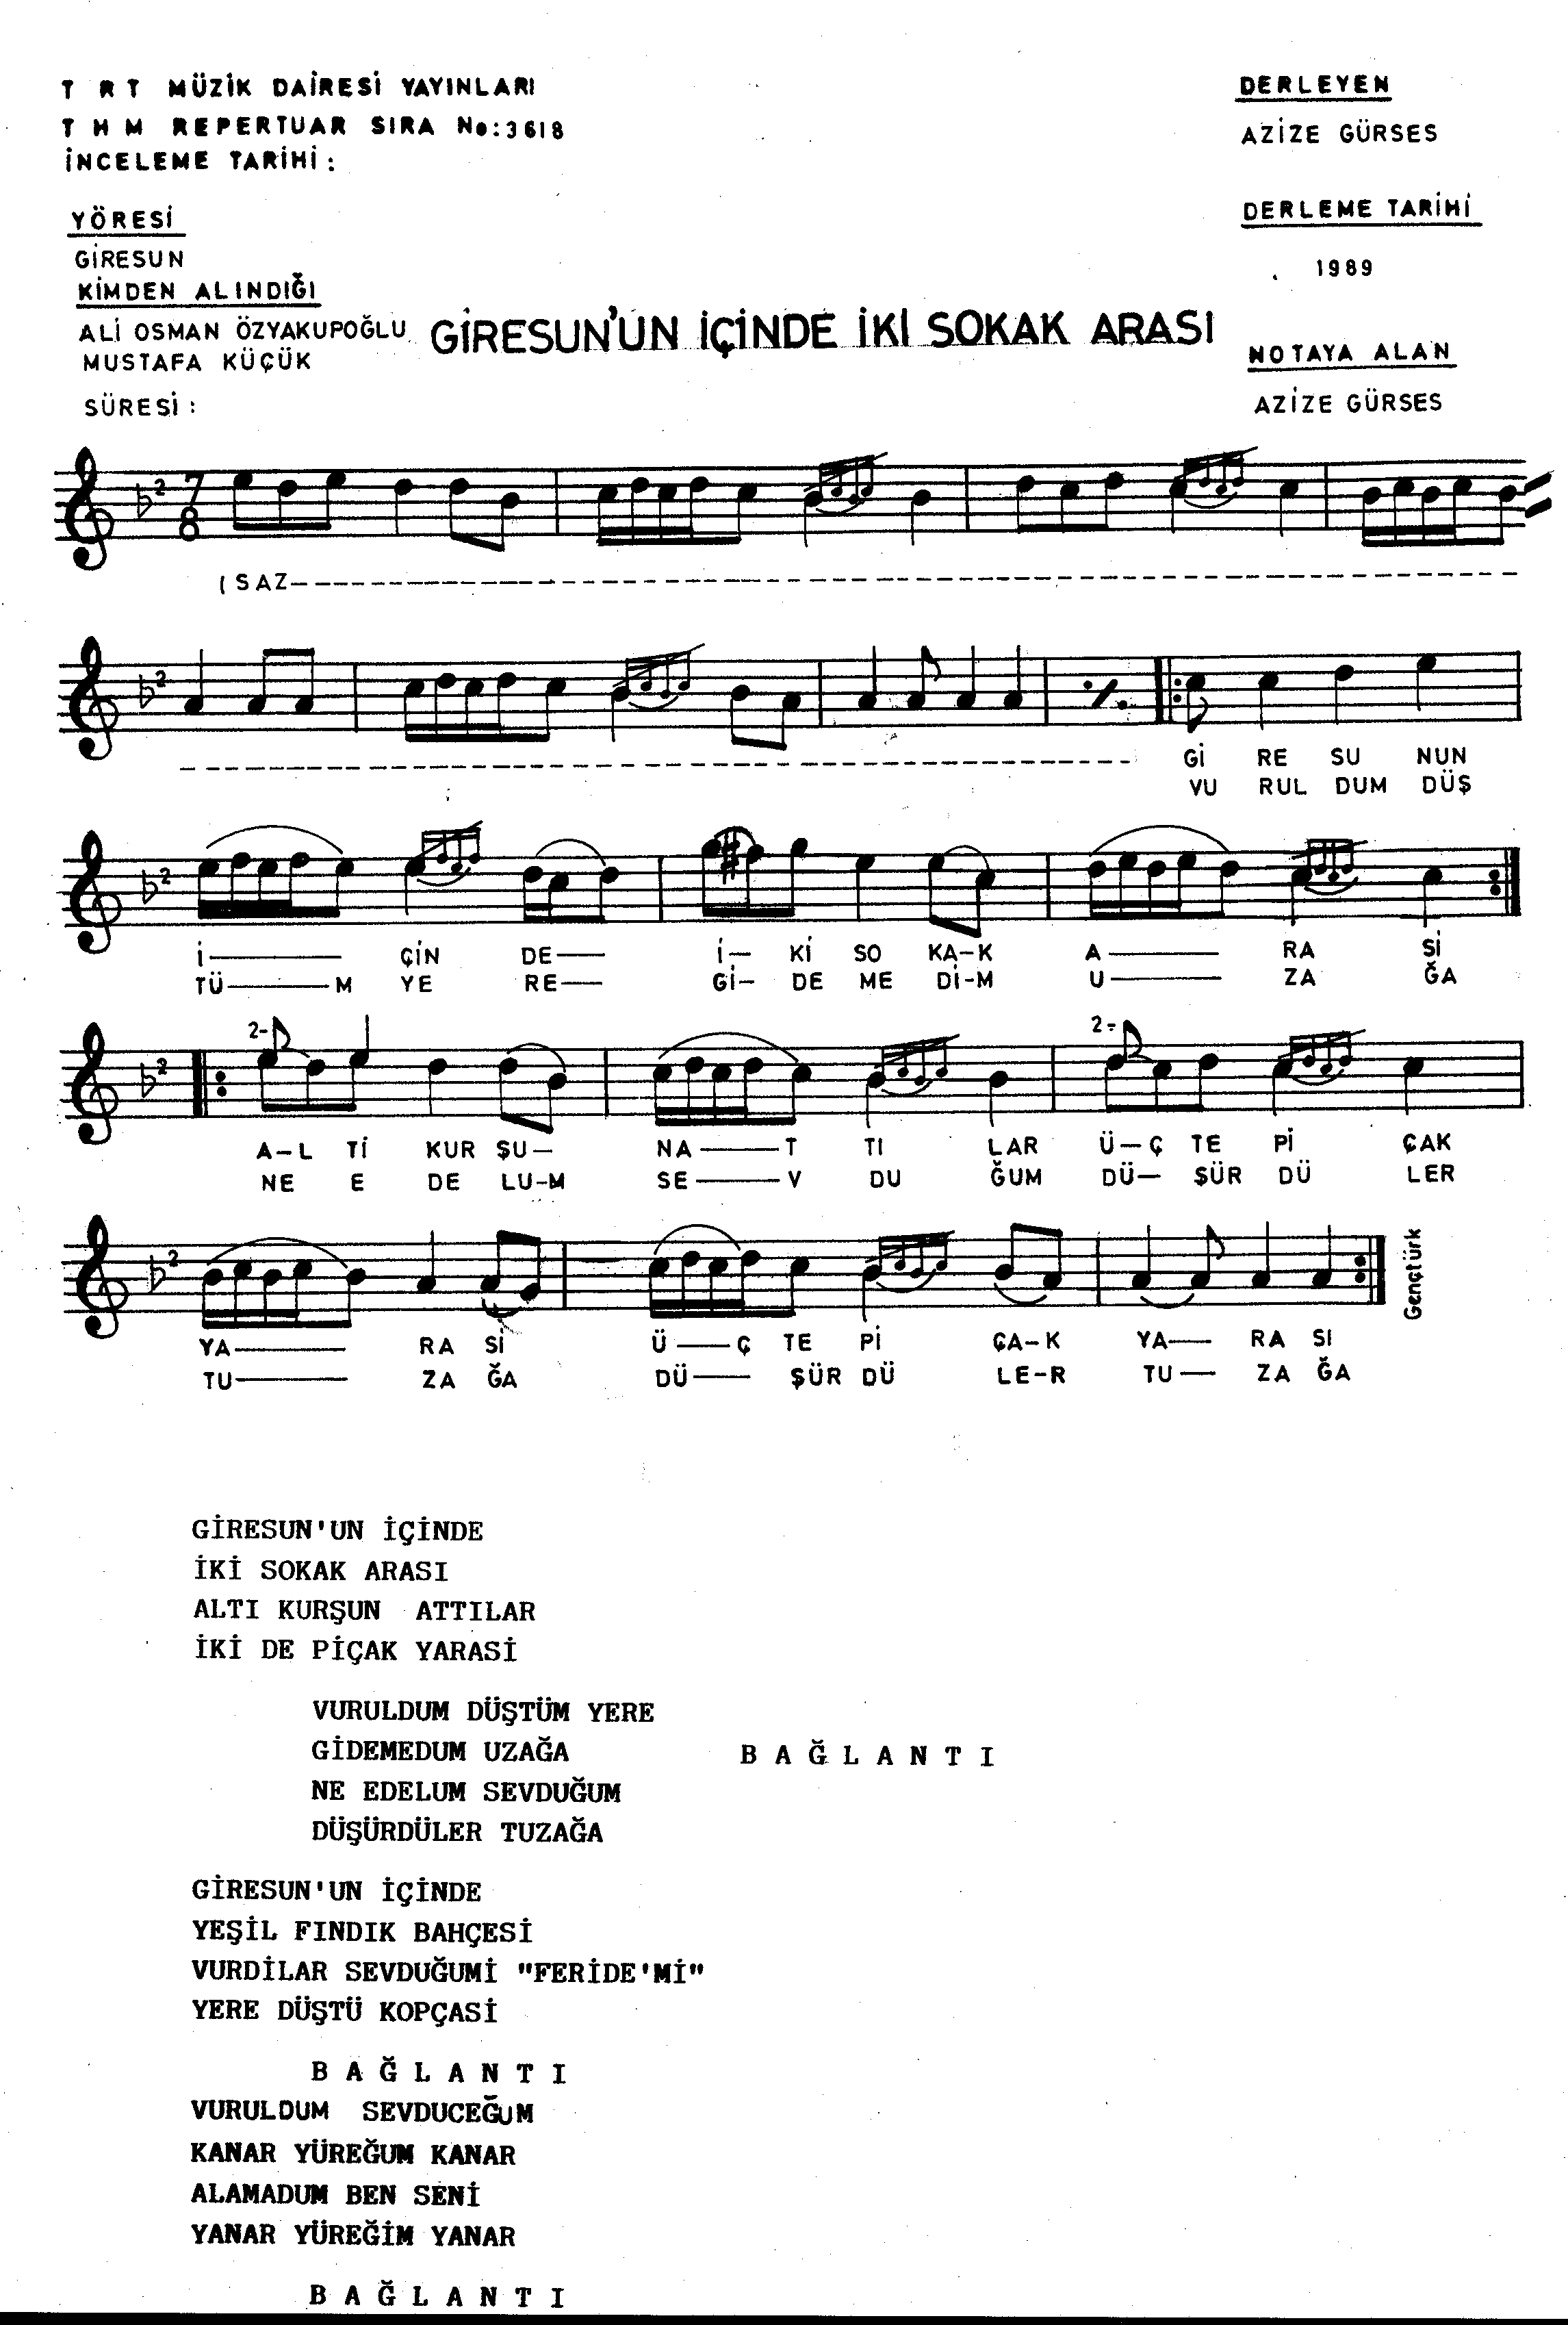 T R T MÜZİK DAİRESİ YAYINLARI
T H M REPERTUAR SIRA No:3618
İNCELEME TARİHİ:
YÖRESİ
GİRESUN
KİMDEN ALINDIĞI
ALİ OSMAN ÖZYAKUPOĞLU
MUSTAFA KÜÇÜK
SÜRESİ:
GİRESUN'UN İÇİNDE İKİ SOKAK ARASI
DERLEYEN
AZİZE GÜRSES
DERLEME TARİHİ
1989
NOTAYA ALAN
AZİZE GÜRSES
♭2 7 8
(SAZ
♭2
Gİ RE SU NUN
VU RUL DUM DÜŞ
♭2
İ— ÇİN DE— İ— Kİ SO KA-K A— RA Sİ
TÜ—M YE RE— Gİ— DE ME Dİ-M U— ZA ĞA
♭2 2- 2-
A-L Tİ KUR ŞU— NA—T TI LAR Ü-Ç TE Pİ ÇAK
NE E DE LU-M SE—V DU ĞUM DÜ— ŞÜR DÜ LER
♭2
YA— RA Sİ Ü—Ç TE Pİ ÇA-K YA— RA SI
TU— ZA ĞA DÜ— ŞÜR DÜ LE-R TU— ZA ĞA
Gençtürk
GİRESUN'UN İÇİNDE
İKİ SOKAK ARASI
ALTI KURŞUN ATTILAR
İKİ DE PİÇAK YARASİ
VURULDUM DÜŞTÜM YERE
GİDEMEDUM UZAĞA B A Ğ L A N T I
NE EDELUM SEVDUĞUM
DÜŞÜRDÜLER TUZAĞA
GİRESUN'UN İÇİNDE
YEŞİL FINDIK BAHÇESİ
VURDİLAR SEVDUĞUMİ "FERİDE'Mİ"
YERE DÜŞTÜ KOPÇASİ
B A Ğ L A N T I
VURULDUM SEVDUCEĞUM
KANAR YÜREĞUM KANAR
ALAMADUM BEN SENİ
YANAR YÜREĞİM YANAR
B A Ğ L A N T I